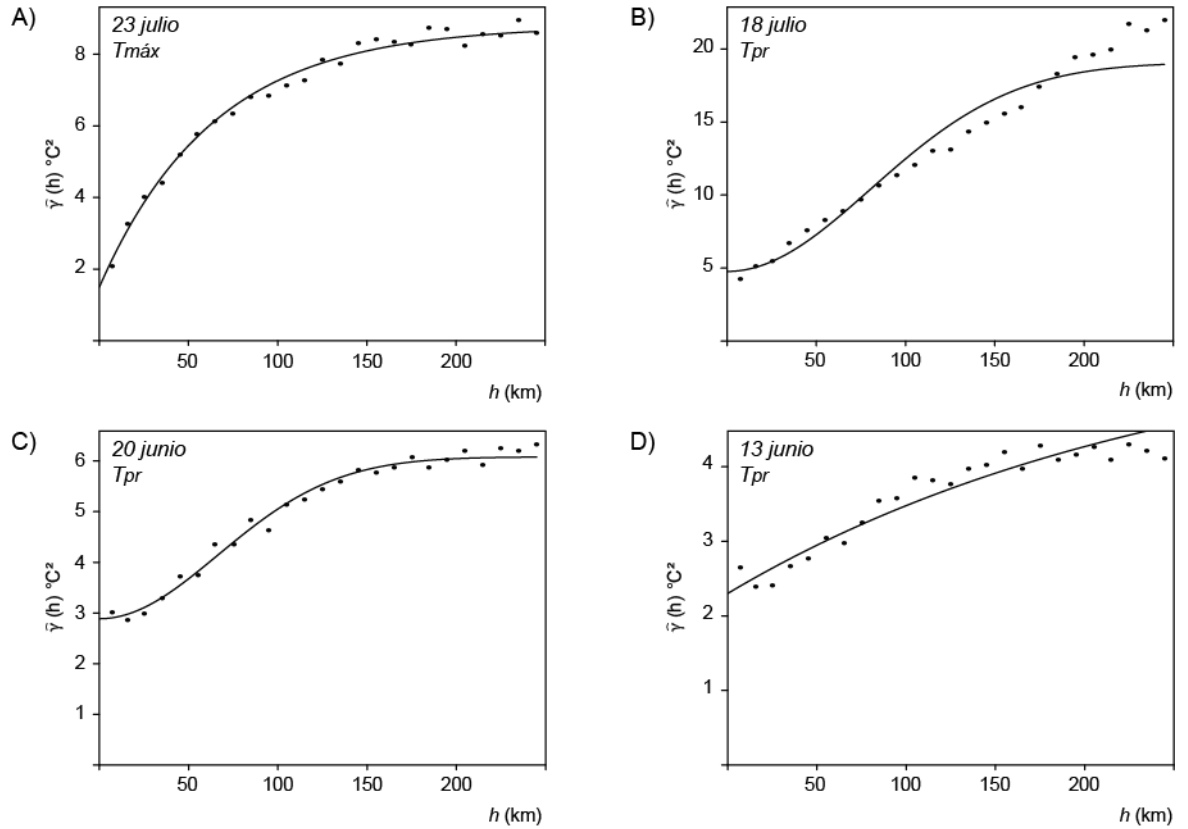 A)
23 julio
Tmáx
8
6
4
2
γ̂ (h) °C²
50
100
150
200
h (km)
B)
18 julio
Tpr
20
15
10
5
γ̂ (h) °C²
50
100
150
200
h (km)
C)
20 junio
Tpr
6
5
4
3
2
1
γ̂ (h) °C²
50
100
150
200
h (km)
D)
13 junio
Tpr
4
3
2
1
γ̂ (h) °C²
50
100
150
200
h (km)